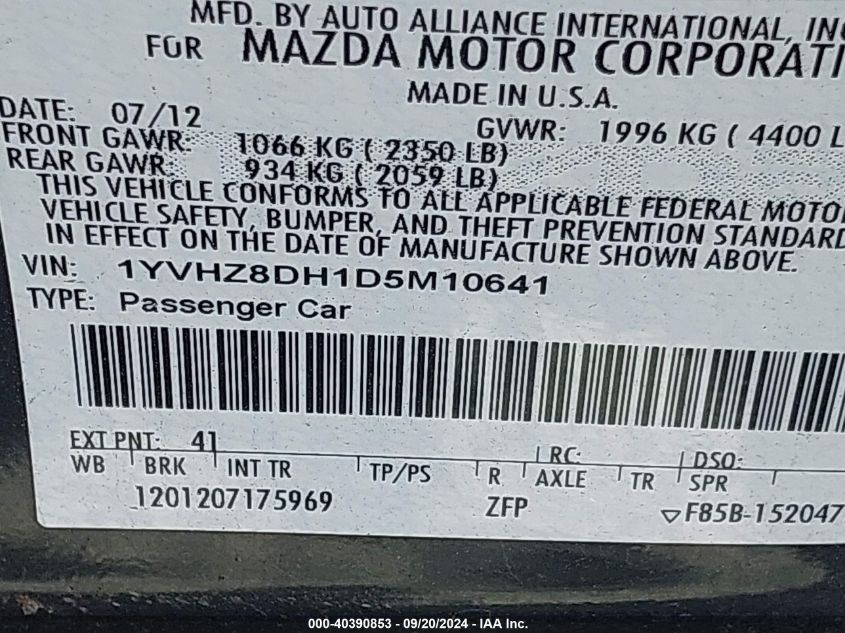 MFD. BY AUTO ALLIANCE INTERNATIONAL, INC
FOR MAZDA MOTOR CORPORATI
MADE IN U.S.A.
DATE: 07/12 GVWR: 1996 KG ( 4400 L
FRONT GAWR: 1066 KG ( 2350 LB)
REAR GAWR: 934 KG ( 2059 LB)
THIS VEHICLE CONFORMS TO ALL APPLICABLE FEDERAL MOTOR
VEHICLE SAFETY, BUMPER, AND THEFT PREVENTION STANDARD
IN EFFECT ON THE DATE OF MANUFACTURE SHOWN ABOVE.
VIN: 1YVHZ8DH1D5M10641
TYPE: Passenger Car
EXT PNT: 41 RC: DSO:
WB BRK INT TR TP/PS R AXLE TR SPR
1201207175969 ZFP ▽F85B-152047
000-40390853 - 09/20/2024 - IAA Inc.